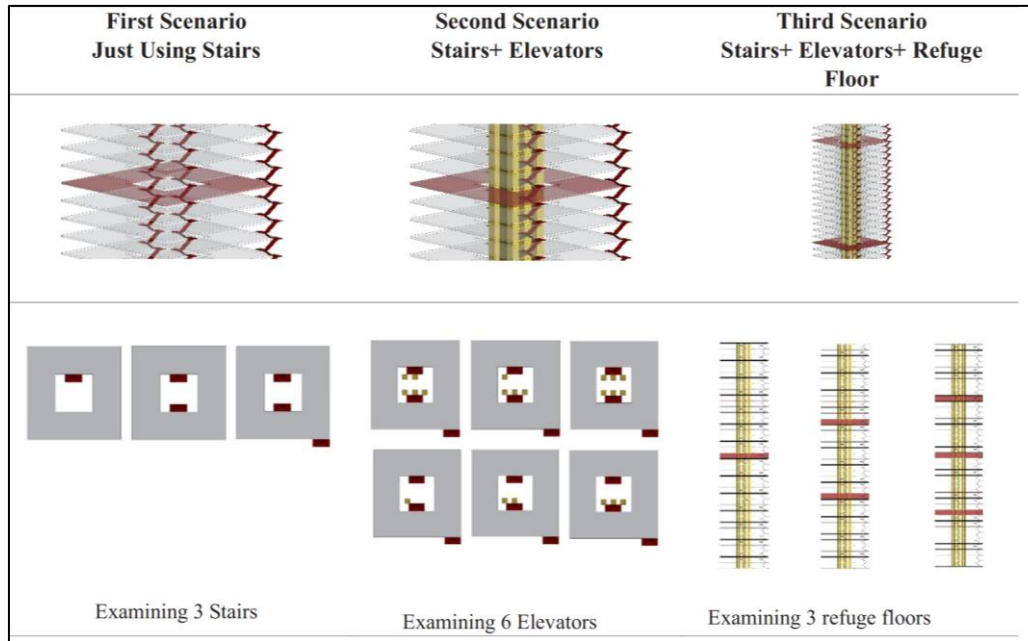 First Scenario
Just Using Stairs
Second Scenario
Stairs+ Elevators
Third Scenario
Stairs+ Elevators+ Refuge
Floor
Examining 3 Stairs
Examining 6 Elevators
Examining 3 refuge floors